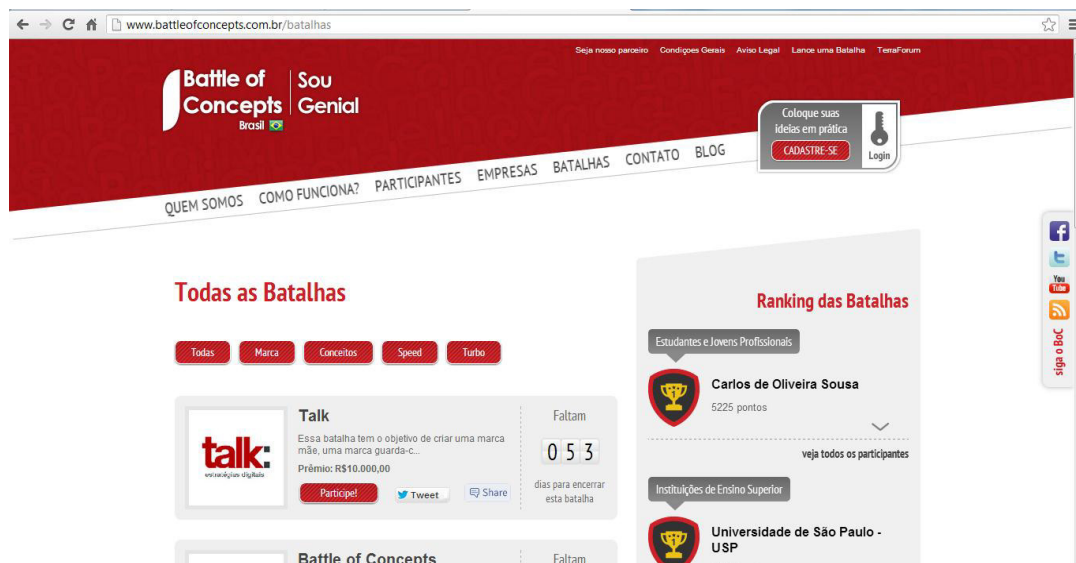 www.battleofconcepts.com.br/batalhas
Seja nosso parceiro Condiçoes Gerais Aviso Legal Lance uma Batalha TerraForum
Battle of
Concepts
Brasil
Sou
Genial
Coloque suas
ideias em prática
CADASTRE-SE
Login
QUEM SOMOS COMO FUNCIONA? PARTICIPANTES EMPRESAS BATALHAS CONTATO BLOG
You
Tube
siga o BoC
Todas as Batalhas
Todas Marca Conceitos Speed Turbo
talk:
estratégias digitais
Talk
Essa batalha tem o objetivo de criar uma marca
mãe, uma marca guarda-c...
Prêmio: R$10.000,00
Participe! Tweet Share
Faltam
053
dias para encerrar
esta batalha
Battle of Concepts
Faltam
Ranking das Batalhas
Estudantes e Jovens Profissionais
Carlos de Oliveira Sousa
5225 pontos
veja todos os participantes
Instituições de Ensino Superior
Universidade de São Paulo -
USP